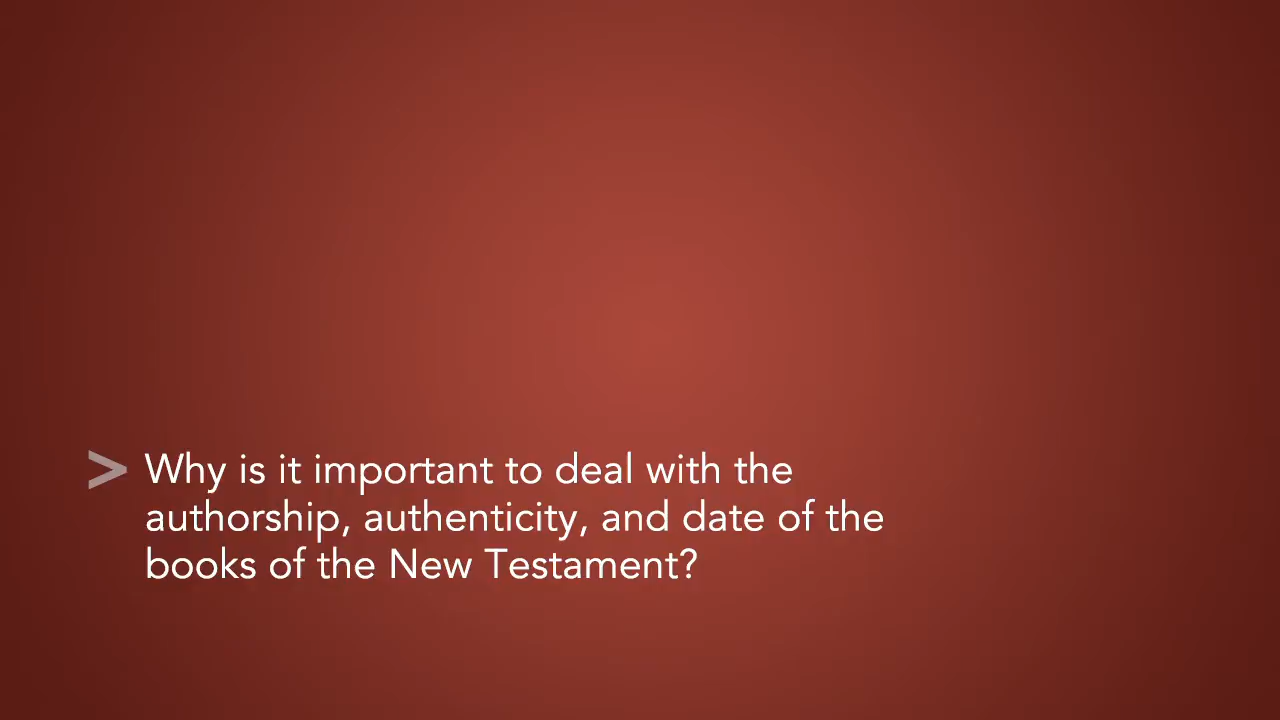 > Why is it important to deal with the
authorship, authenticity, and date of the
books of the New Testament?